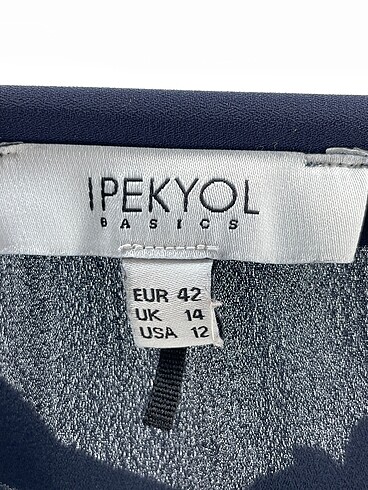 IPEKYOL
BASICS
EUR 42
UK 14
USA 12